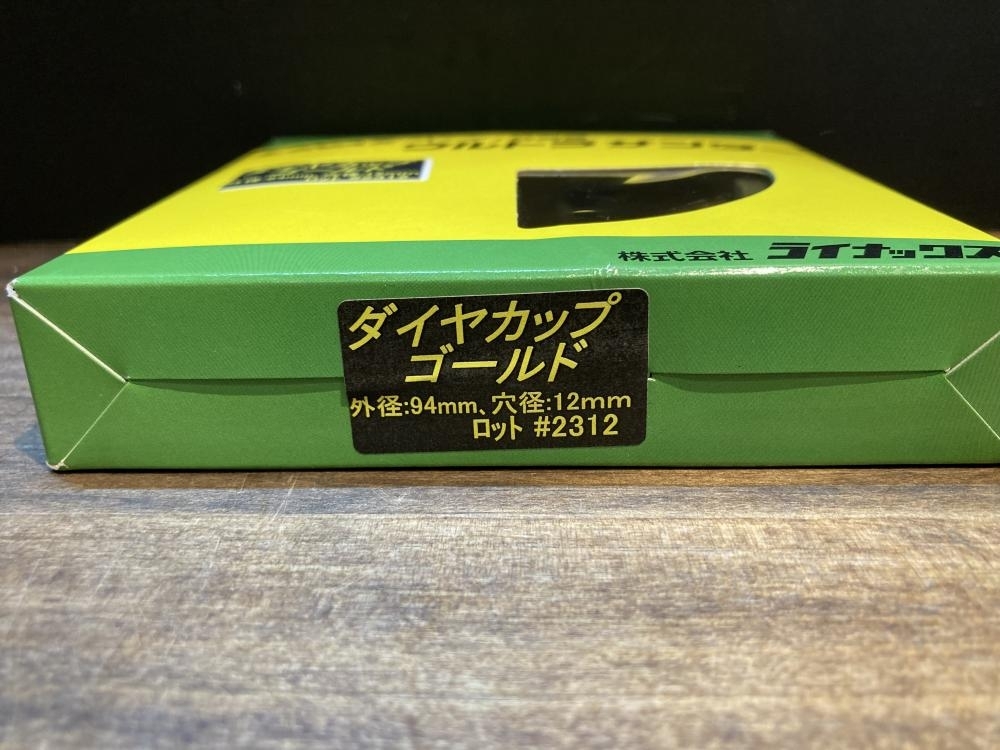 株式会社 ライナックス
ダイヤカップ
ゴールド
外径:94mm、穴径:12mm
ロット #2312